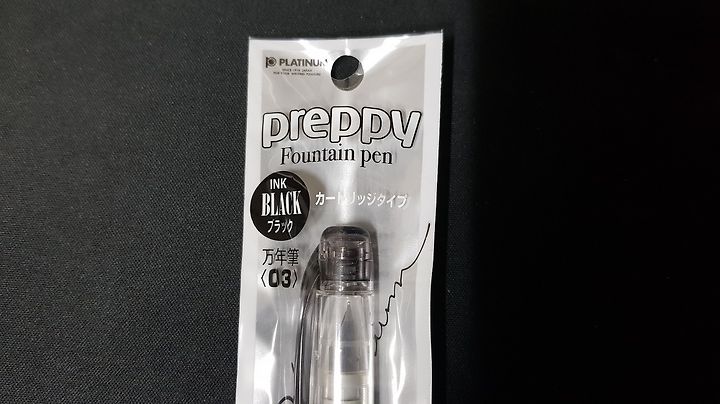 PLATINUM
preppy
Fountain pen
INK
BLACK
ブラック
カートリッジタイプ
万年筆
〈03〉